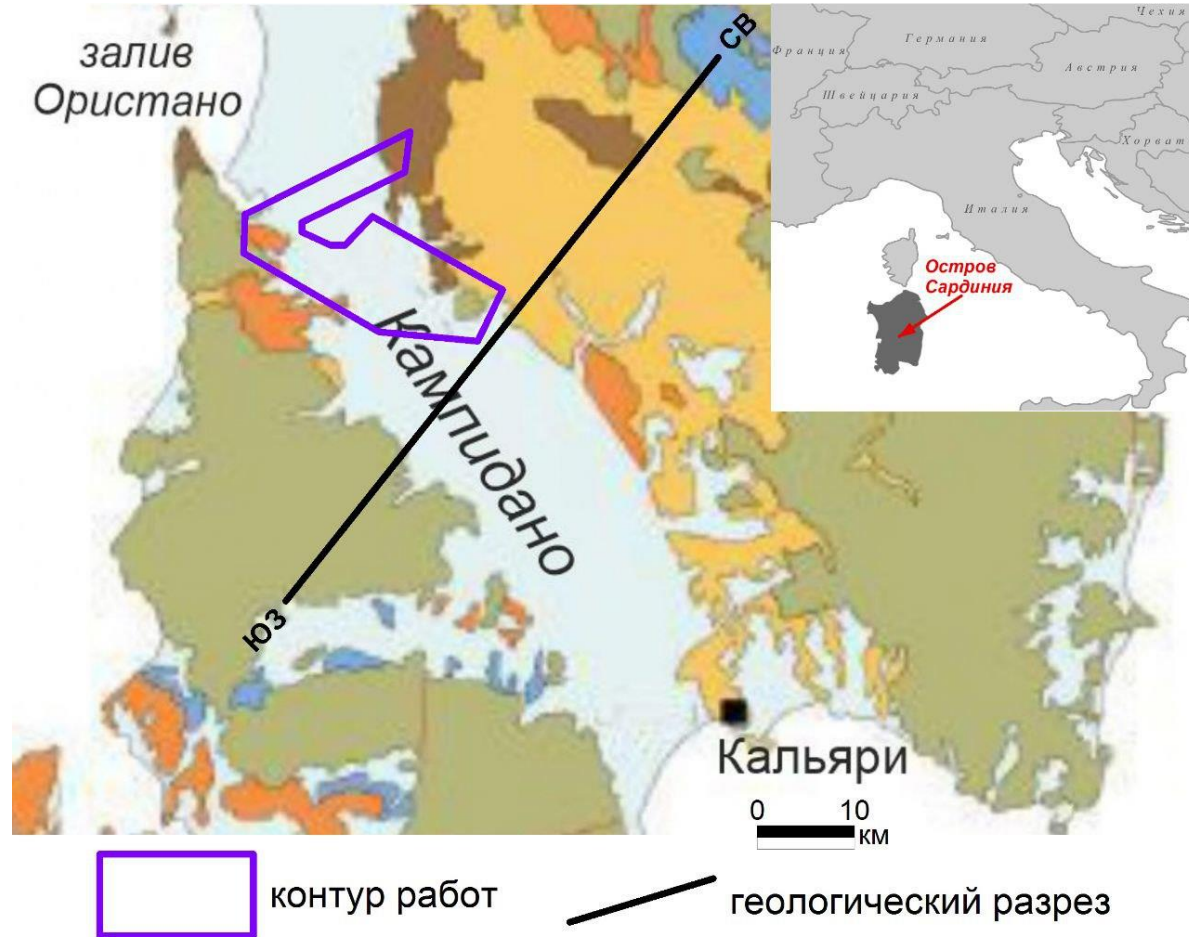 залив
Ористано
СВ
Кампидано
ЮЗ
Кальяри
0 10
км
Чехия
Франция
Германия
Австрия
Швейцария
Хорват
Италия
Остров
Сардиния
контур работ
геологический разрез